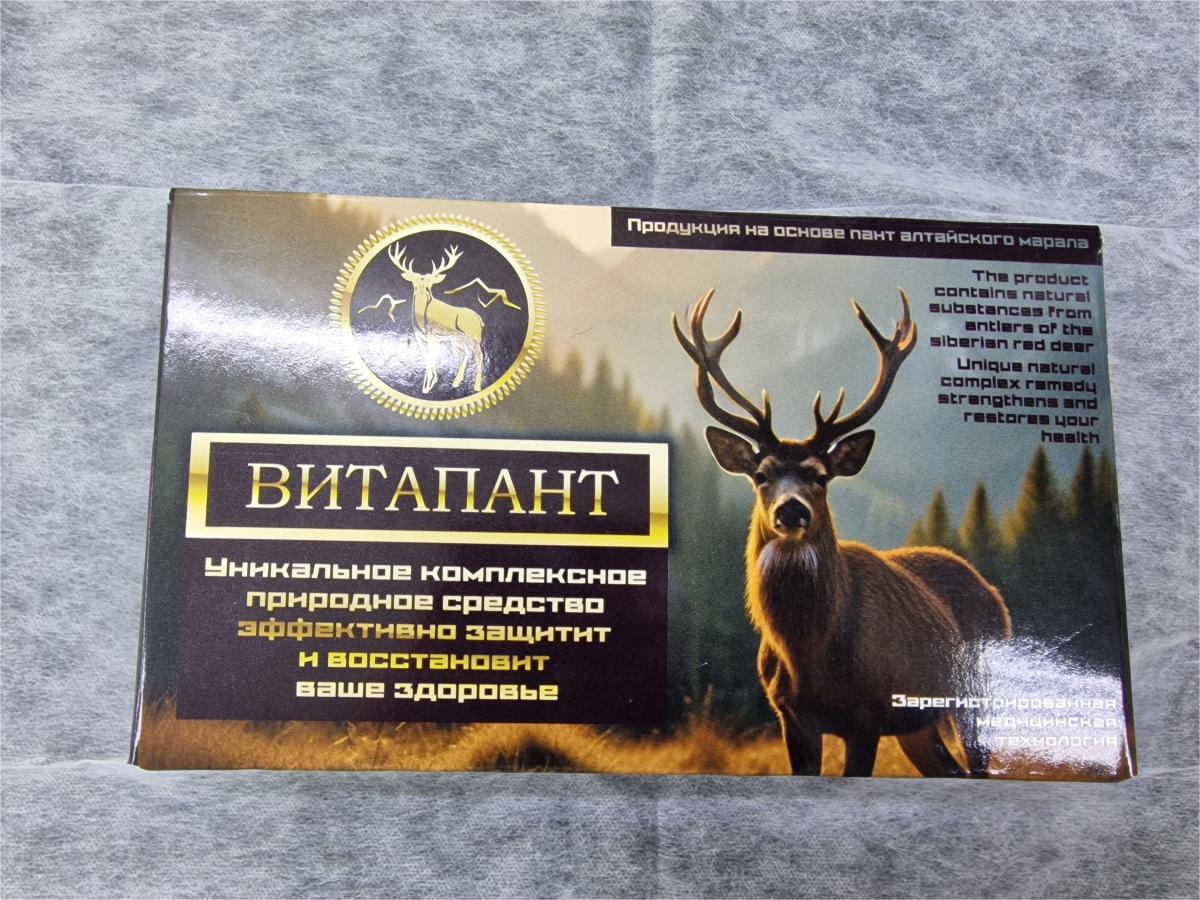 Продукция на основе пант алтайского марала
The product
contains natural
substances from
antlers of the
siberian red deer
Unique natural
complex remedy
strengthens and
restores your
health
ВИТАПАНТ
Уникальное комплексное
природное средство
эффективно защитит
и восстановит
ваше здоровье
Зарегистрированная
медицинская
технология